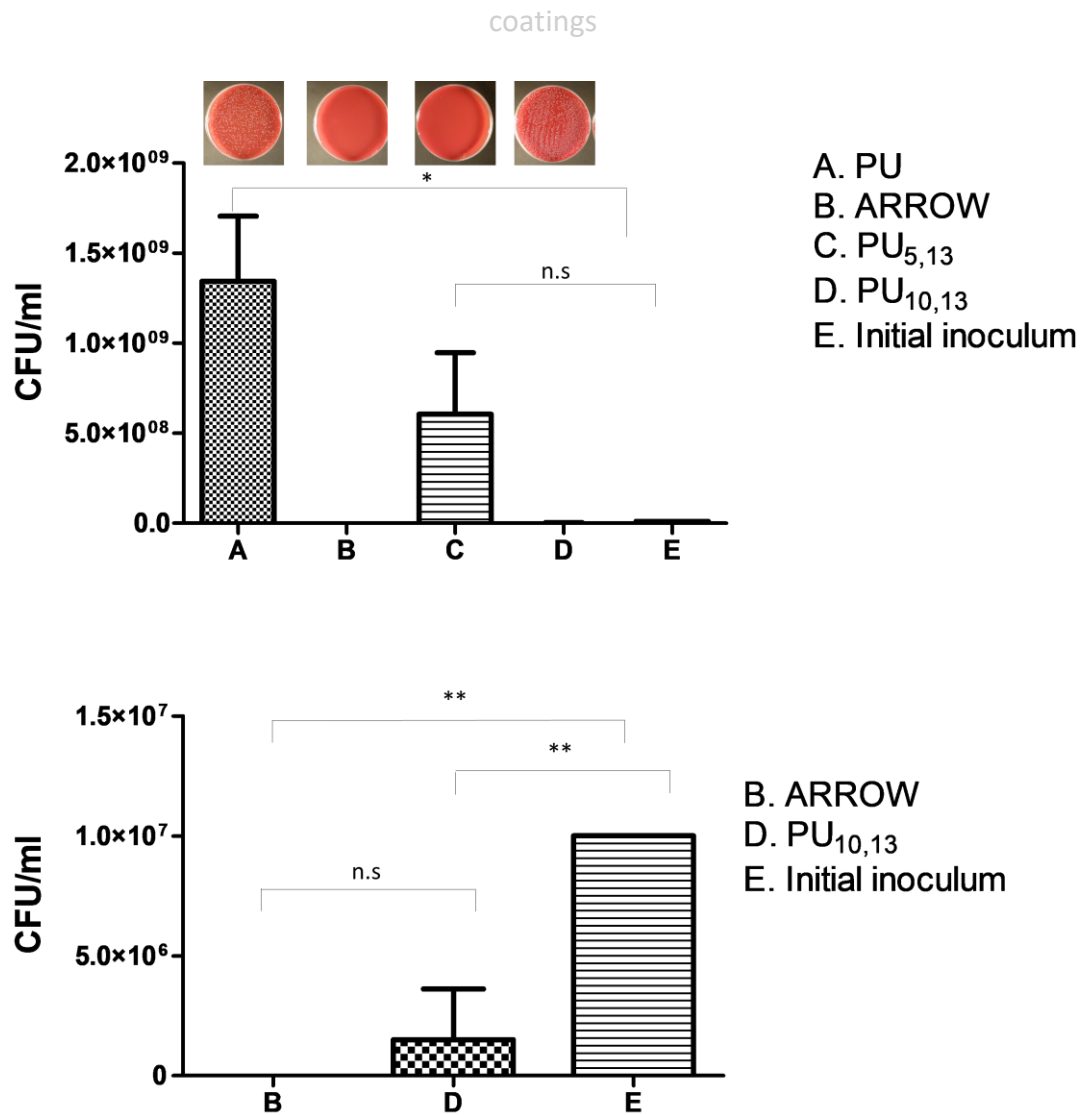 coatings
2.0×10⁰⁹
1.5×10⁰⁹
1.0×10⁰⁹
5.0×10⁰⁸
0.0
CFU/ml
*
n.s
A B C D E
A. PU
B. ARROW
C. PU₅,₁₃
D. PU₁₀,₁₃
E. Initial inoculum
1.5×10⁷
1.0×10⁷
5.0×10⁶
0
CFU/ml
**
**
n.s
B D E
B. ARROW
D. PU₁₀,₁₃
E. Initial inoculum